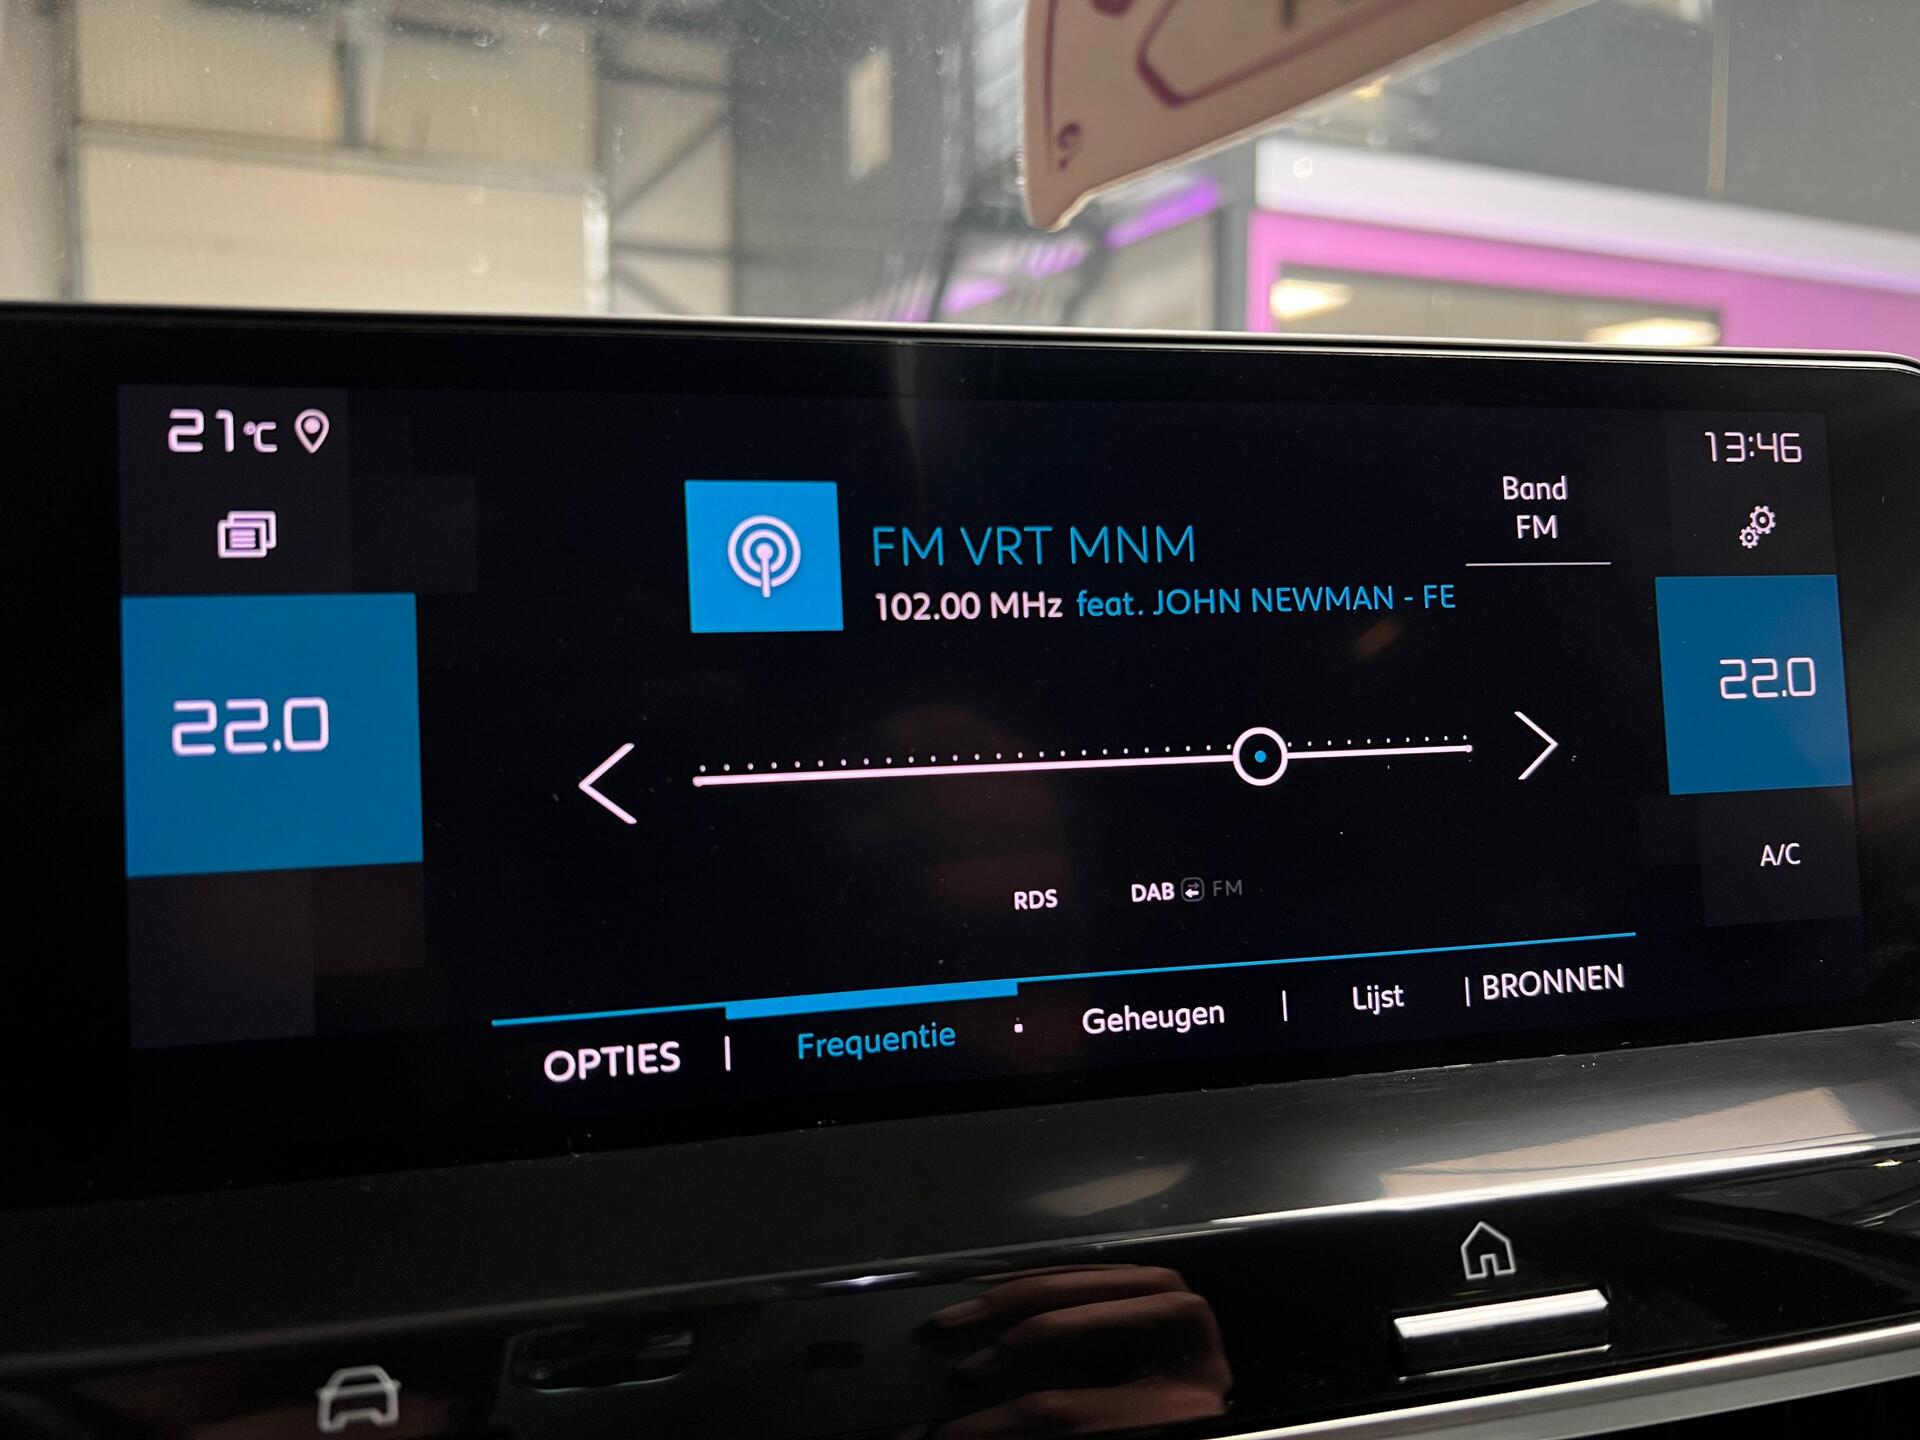 21°C
13:46
Band
FM
FM VRT MNM
102.00 MHz feat. JOHN NEWMAN - FE
22.0
22.0
A/C
RDS
DAB FM
OPTIES | Frequentie Geheugen | Lijst | BRONNEN